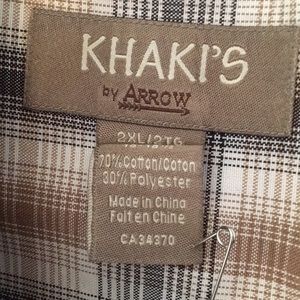 KHAKI'S
by ARROW
2XL/2TG
70%Cotton/Coton
30%Polyester
Made in China
Fait en Chine
CA34370